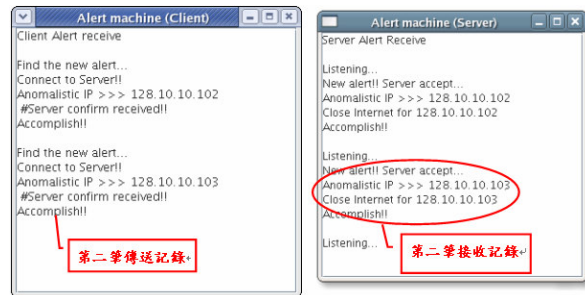 Alert machine (Client)
Client Alert receive
Find the new alert...
Connect to Server!!
Anomalistic IP >>> 128.10.10.102
#Server confirm received!!
Accomplish!!
Find the new alert...
Connect to Server!!
Anomalistic IP >>> 128.10.10.103
#Server confirm received!!
Accomplish!!
第二筆傳送記錄
Alert machine (Server)
Server Alert Receive
Listening...
New alert!! Server accept...
Anomalistic IP >>> 128.10.10.102
Close Internet for 128.10.10.102
Accomplish!!
Listening...
New alert!! Server accept...
Anomalistic IP >>> 128.10.10.103
Close Internet for 128.10.10.103
Accomplish!!
Listening...
第二筆接收記錄